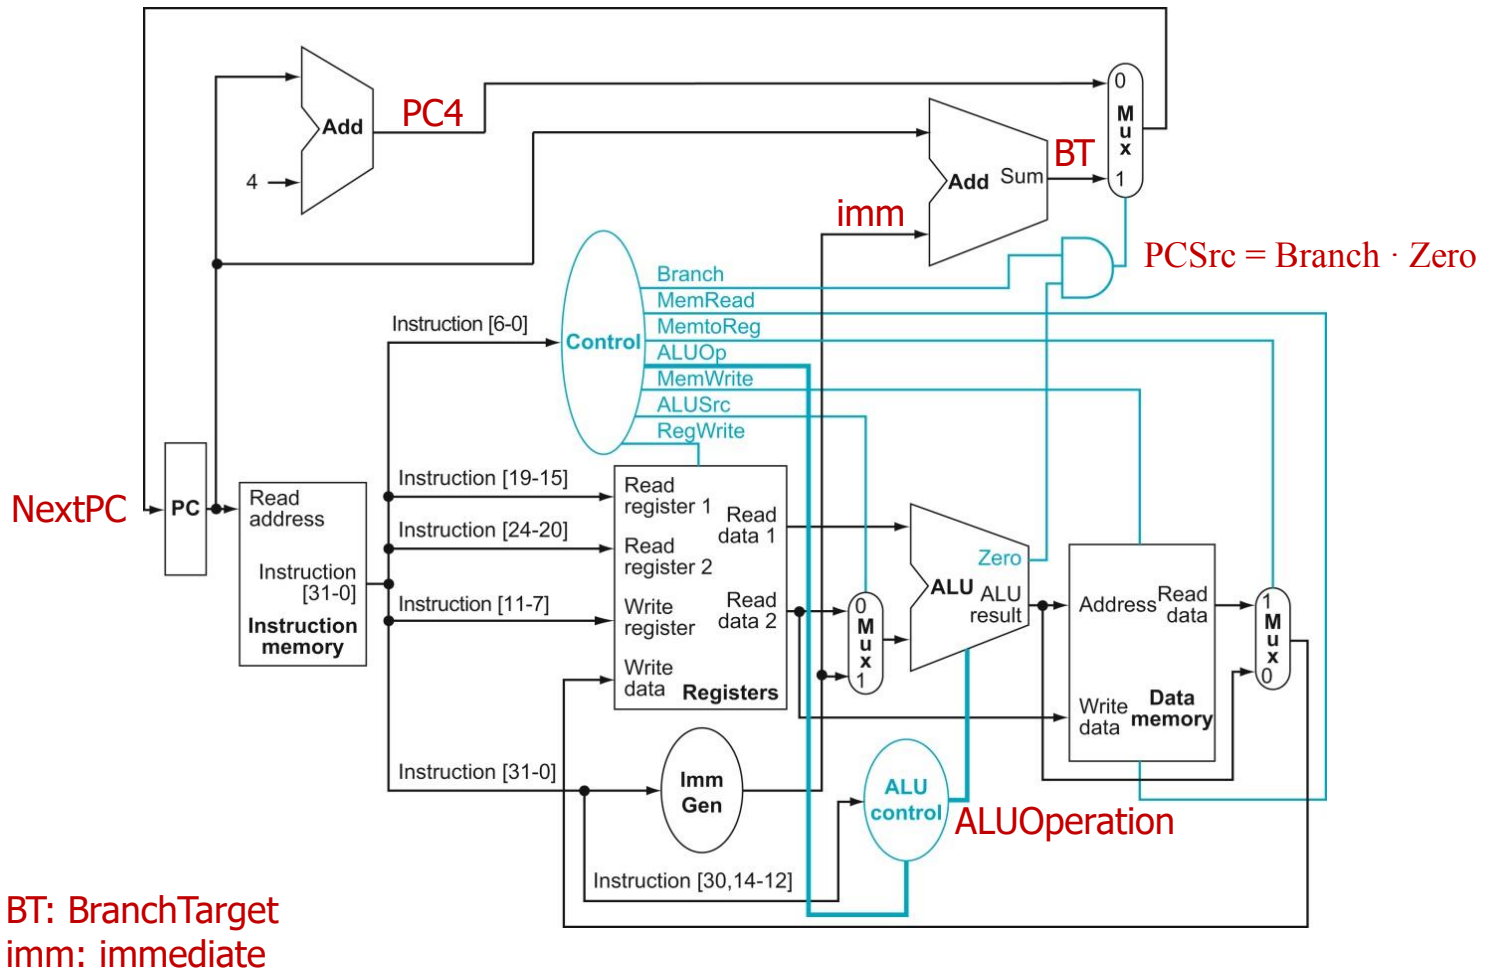 PC4
Add
4
0
M
u
x
1
BT
Add Sum
imm
PCSrc = Branch · Zero
Branch
MemRead
MemtoReg
ALUOp
MemWrite
ALUSrc
RegWrite
Control
Instruction [6-0]
NextPC
PC
Read
address
Instruction
[31-0]
Instruction
memory
Instruction [19-15]
Instruction [24-20]
Instruction [11-7]
Instruction [31-0]
Instruction [30,14-12]
Read
register 1
Read
register 2
Write
register
Write
data
Read
data 1
Read
data 2
Registers
Imm
Gen
0
M
u
x
1
Zero
ALU
ALU
result
ALU
control
ALUOperation
Address
Read
data
Write
data
Data
memory
1
M
u
x
0
BT: BranchTarget
imm: immediate